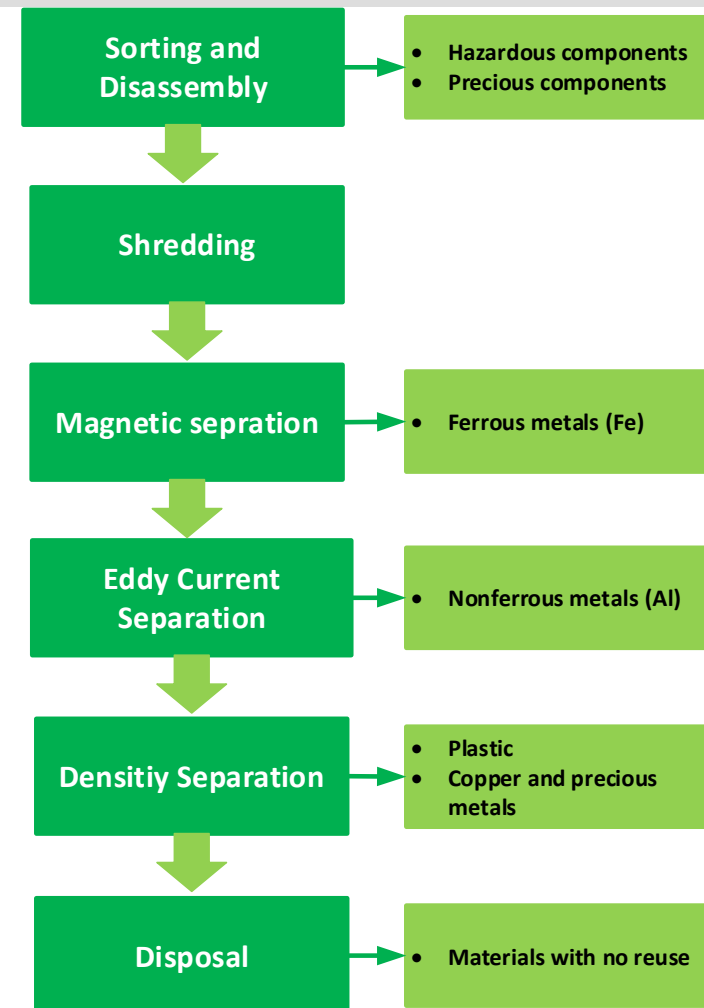 Sorting and
Disassembly
• Hazardous components
• Precious components
Shredding
Magnetic sepration
• Ferrous metals (Fe)
Eddy Current
Separation
• Nonferrous metals (Al)
Densitiy Separation
• Plastic
• Copper and precious
metals
Disposal
• Materials with no reuse